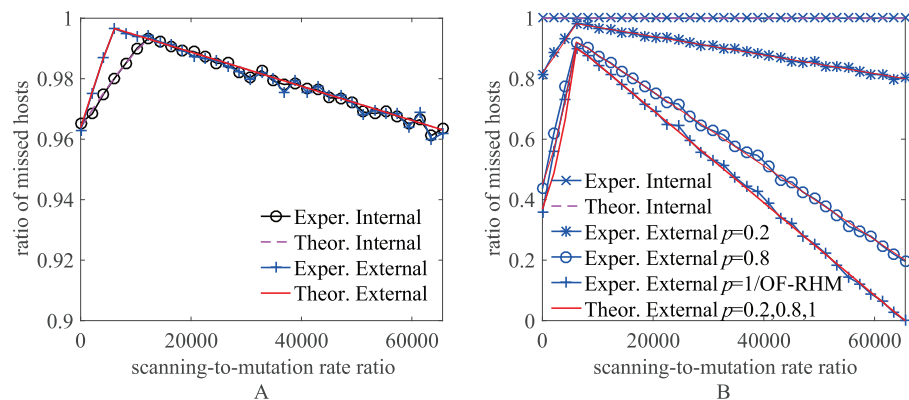 1
0.98
0.96
0.94
0.92
0.9
ratio of missed hosts
Exper. Internal
Theor. Internal
Exper. External
Theor. External
0 20000 40000 60000
scanning-to-mutation rate ratio
A
1
0.8
0.6
0.4
0.2
0
ratio of missed hosts
Exper. Internal
Theor. Internal
Exper. External p=0.2
Exper. External p=0.8
Exper. External p=1/OF-RHM
Theor. External p=0.2,0.8,1
0 20000 40000 60000
scanning-to-mutation rate ratio
B